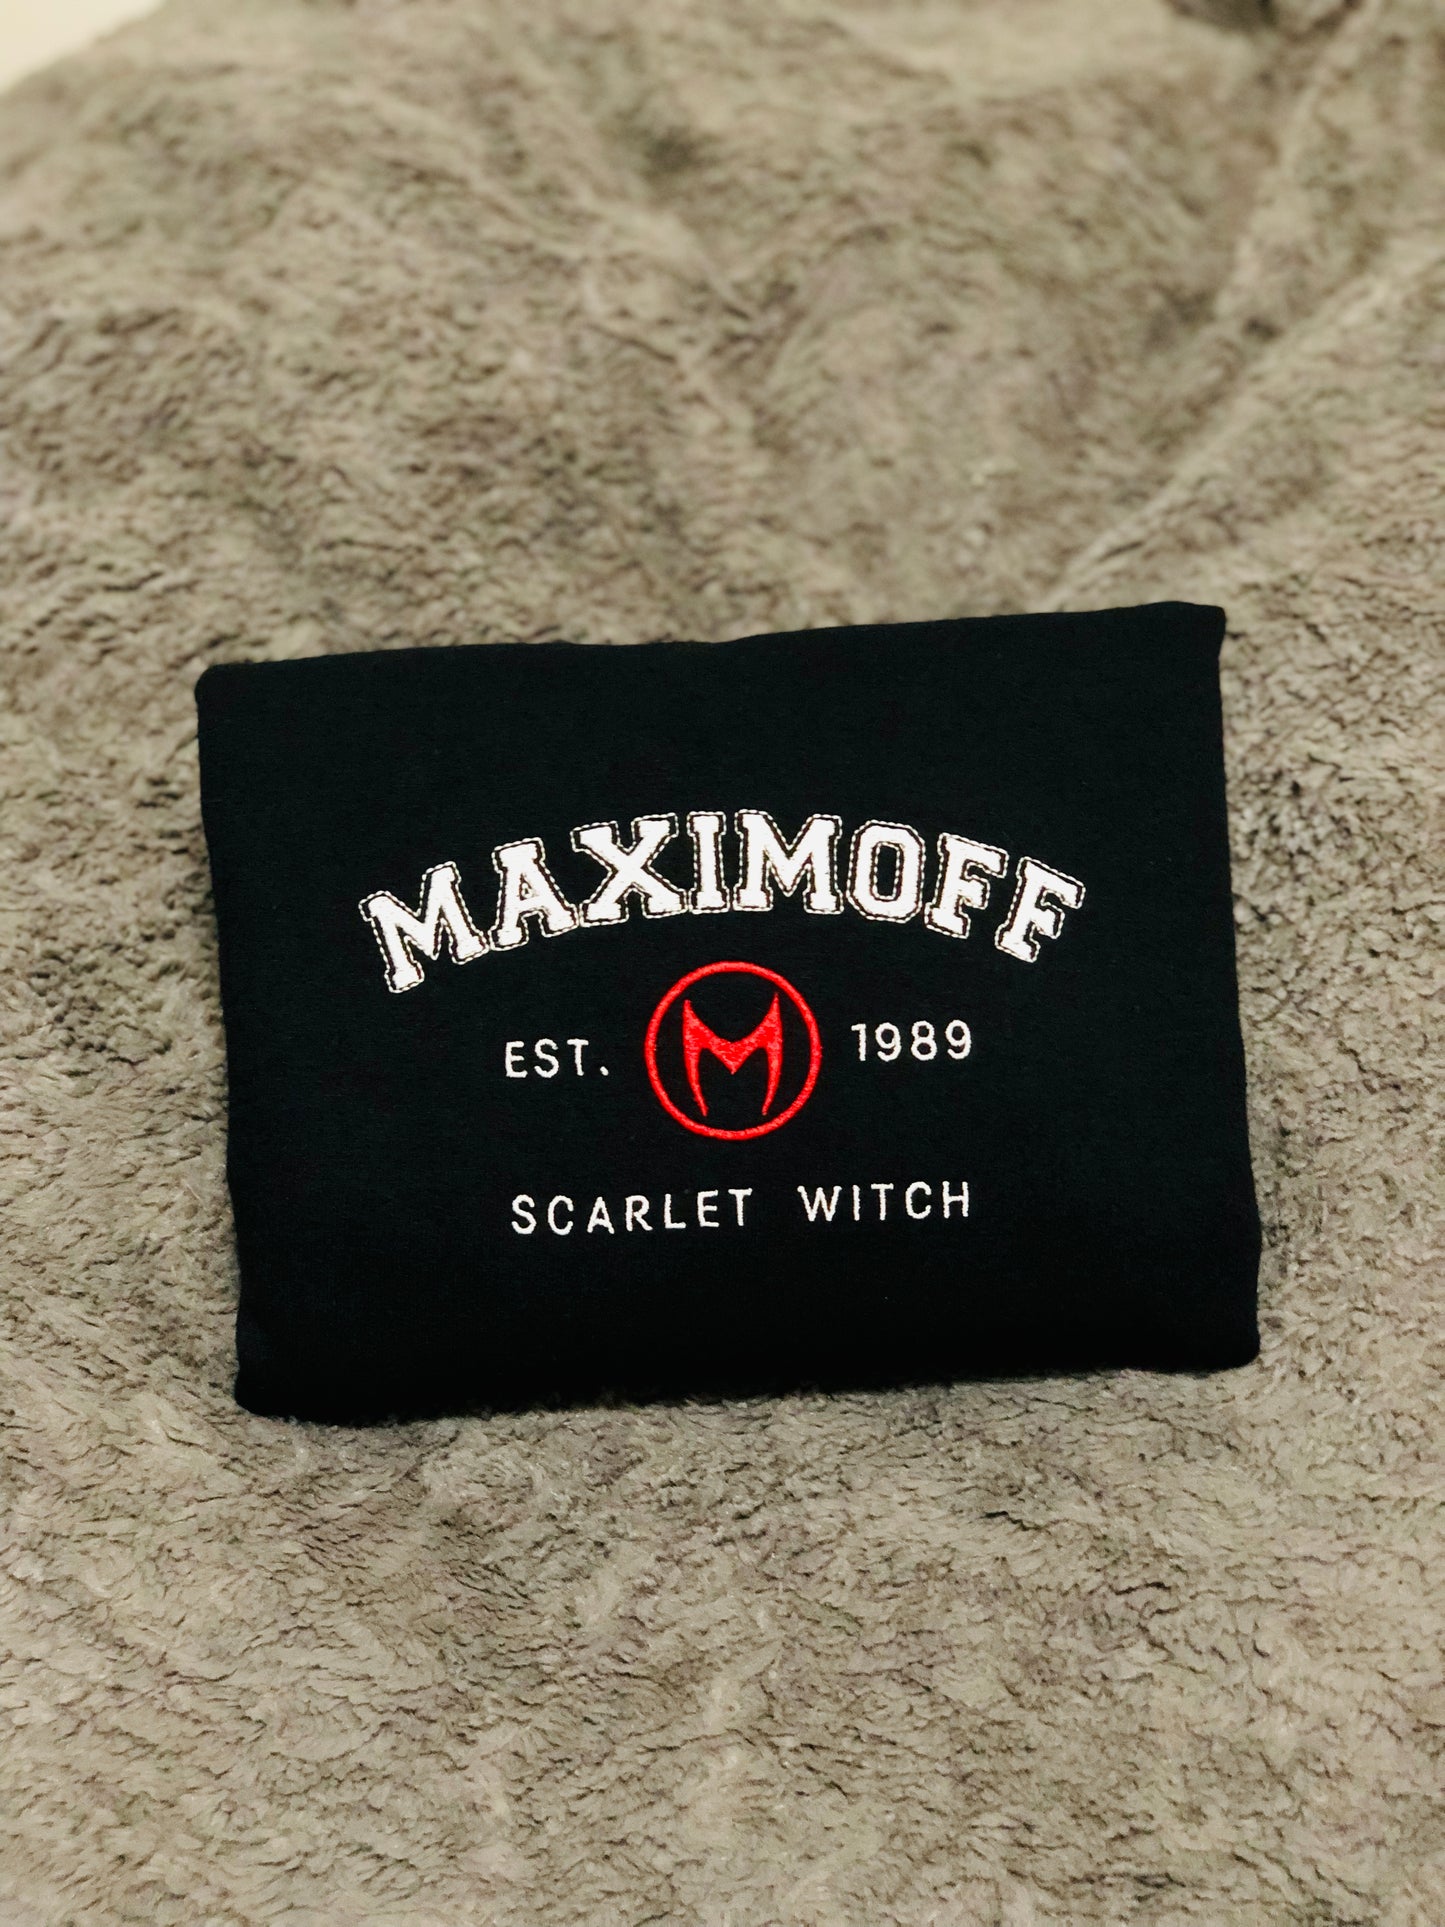 MAXIMOFF
EST. 1989
SCARLET WITCH